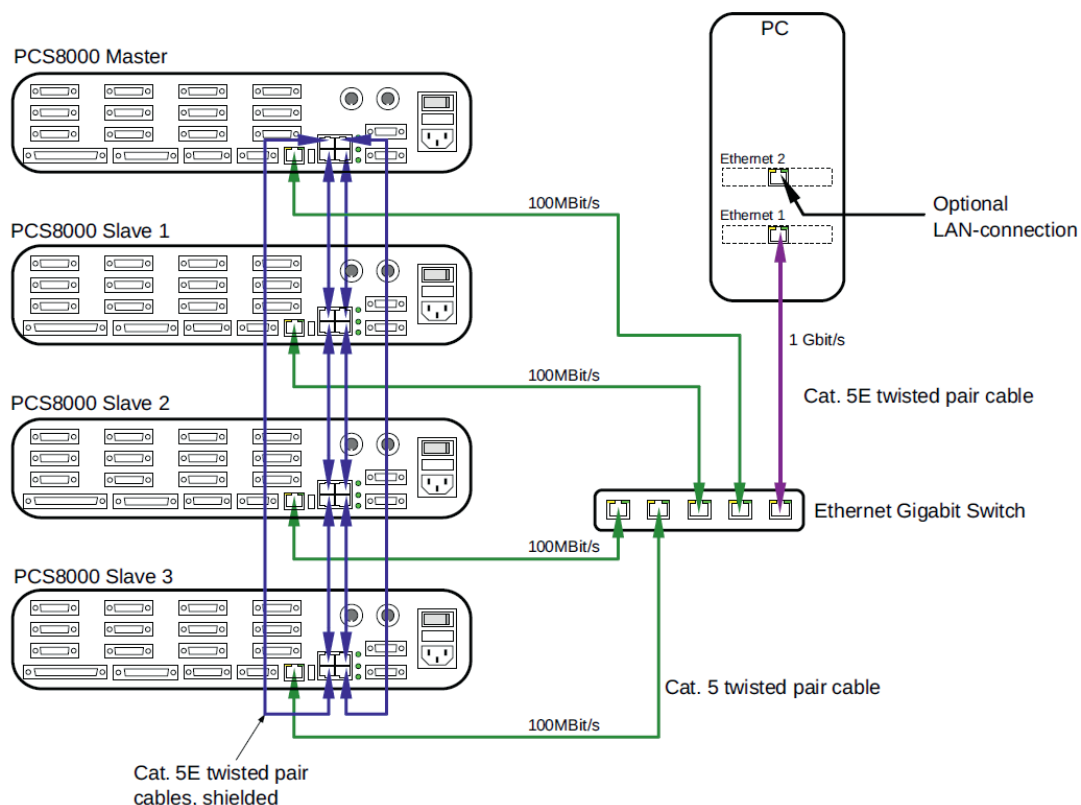 PC
PCS8000 Master
Ethernet 2
100MBit/s
Optional
LAN-connection
Ethernet 1
PCS8000 Slave 1
1 Gbit/s
100MBit/s
Cat. 5E twisted pair cable
PCS8000 Slave 2
Ethernet Gigabit Switch
100MBit/s
PCS8000 Slave 3
Cat. 5 twisted pair cable
100MBit/s
Cat. 5E twisted pair
cables, shielded